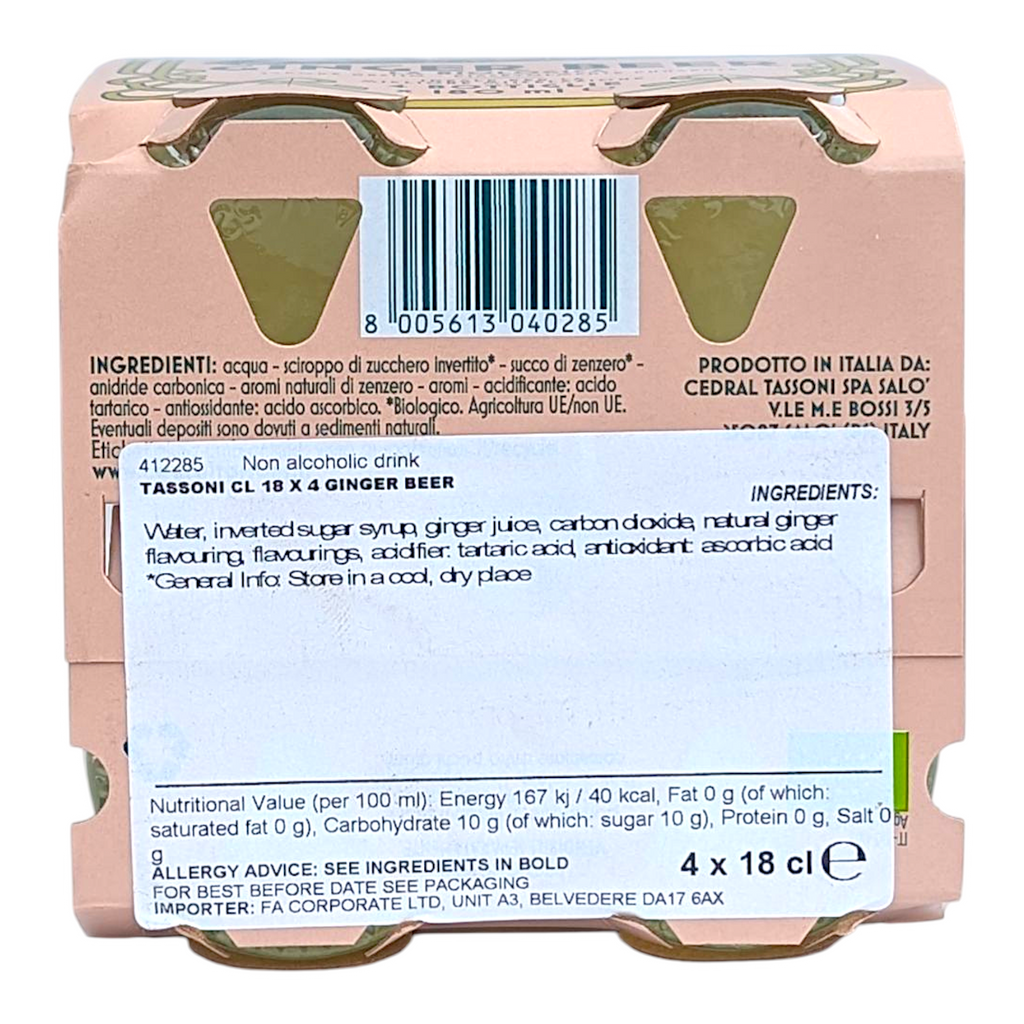 GINGER BEER
8 005613 040285
INGREDIENTI: acqua - sciroppo di zucchero invertito* - succo di zenzero* -
anidride carbonica - aromi naturali di zenzero - aromi - acidificante: acido
tartarico - antiossidante: acido ascorbico. *Biologico. Agricoltura UE/non UE.
Eventuali depositi sono dovuti a sedimenti naturali.
PRODOTTO IN ITALIA DA:
CEDRAL TASSONI SPA SALO'
V.LE M.E BOSSI 3/5
ITALY
412285 Non alcoholic drink
TASSONI CL 18 X 4 GINGER BEER
INGREDIENTS:
Water, inverted sugar syrup, ginger juice, carbon dioxide, natural ginger
flavouring, flavourings, acidifier: tartaric acid, antioxidant: ascorbic acid
*General Info: Store in a cool, dry place
Nutritional Value (per 100 ml): Energy 167 kj / 40 kcal, Fat 0 g (of which:
saturated fat 0 g), Carbohydrate 10 g (of which: sugar 10 g), Protein 0 g, Salt 0
g
ALLERGY ADVICE: SEE INGREDIENTS IN BOLD
FOR BEST BEFORE DATE SEE PACKAGING
IMPORTER: FA CORPORATE LTD, UNIT A3, BELVEDERE DA17 6AX
4 x 18 cl e